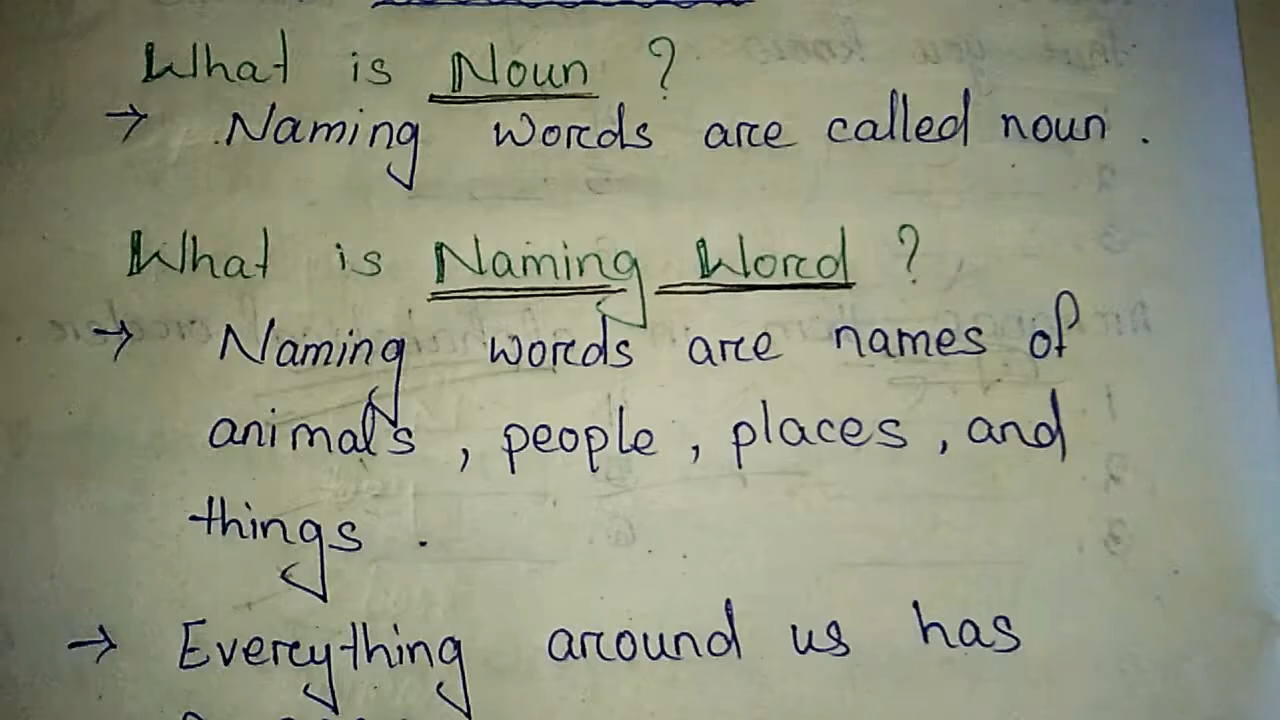 What is Noun ?
→ Naming words are called noun .
What is Naming Word ?
→ Naming words are names of
animals , people , places , and
things .
→ Everything around us has